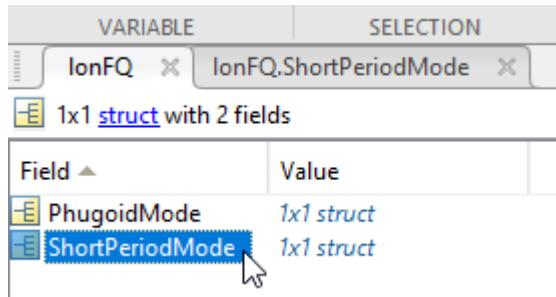 VARIABLE SELECTION
lonFQ lonFQ.ShortPeriodMode
1x1 struct with 2 fields
Field Value
PhugoidMode 1x1 struct
ShortPeriodMode 1x1 struct